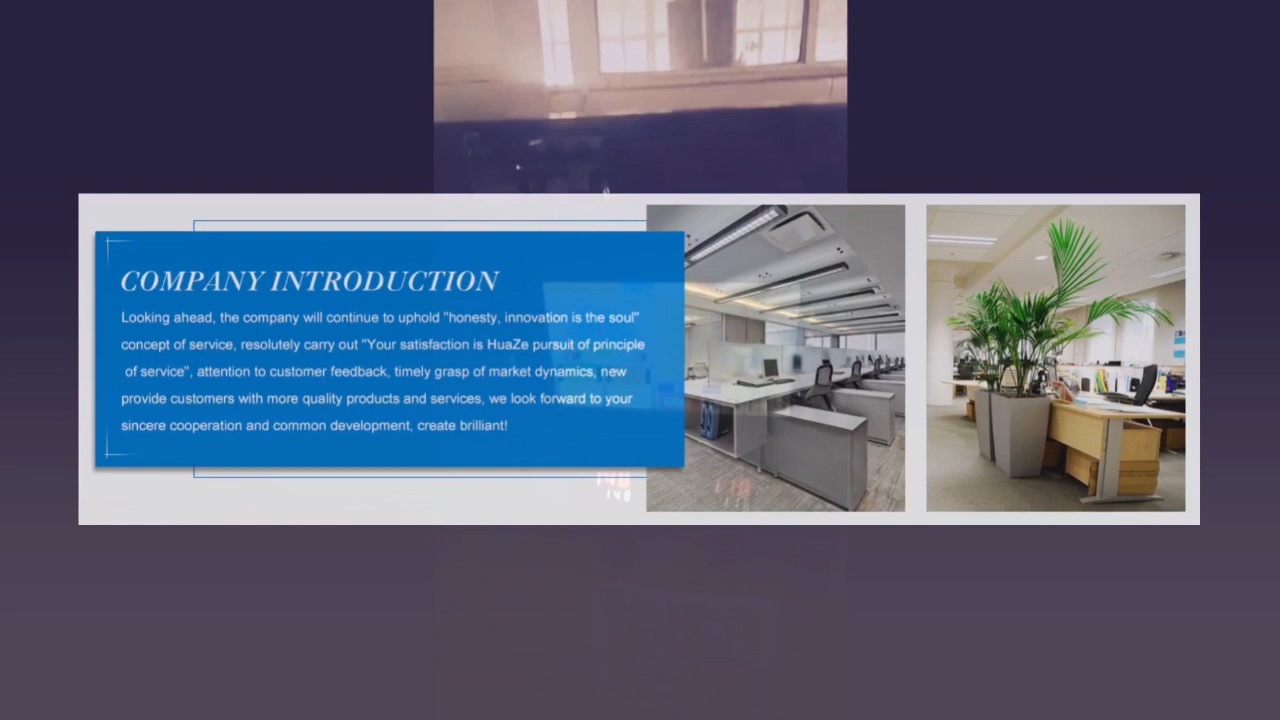 COMPANY INTRODUCTION
Looking ahead, the company will continue to uphold "honesty, innovation is the soul"
concept of service, resolutely carry out "Your satisfaction is HuaZe pursuit of principle
of service", attention to customer feedback, timely grasp of market dynamics, new
provide customers with more quality products and services, we look forward to your
sincere cooperation and common development, create brilliant!